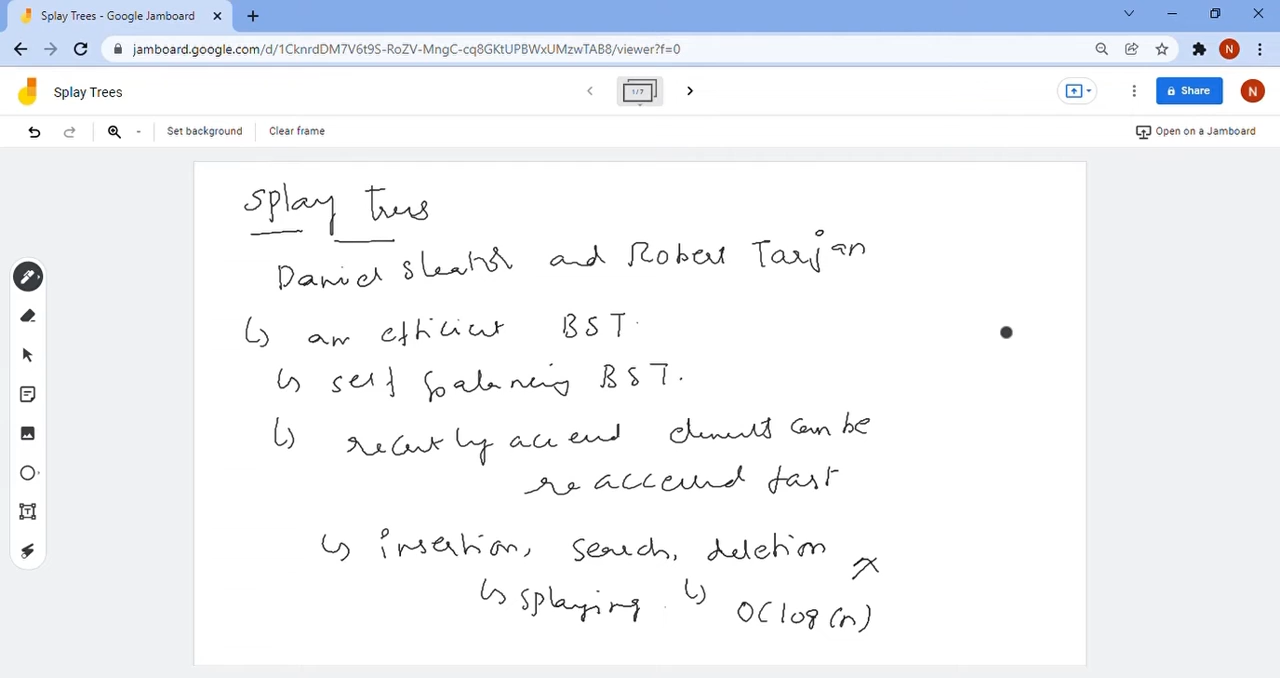 Splay Trees - Google Jamboard
jamboard.google.com/d/1CknrdDM7V6t9S-RoZV-MngC-cq8GKtUPBWxUMzwTAB8/viewer?f=0
N
Splay Trees
1/7
Share
N
Set background
Clear frame
Open on a Jamboard
Splay Trees
Daniel Sleator and Robert Tarjan
an efficient BST.
self balancing BST.
recently accessed elements can be
re accessed fast
insertion, search, deletion
splaying. O(log(n)